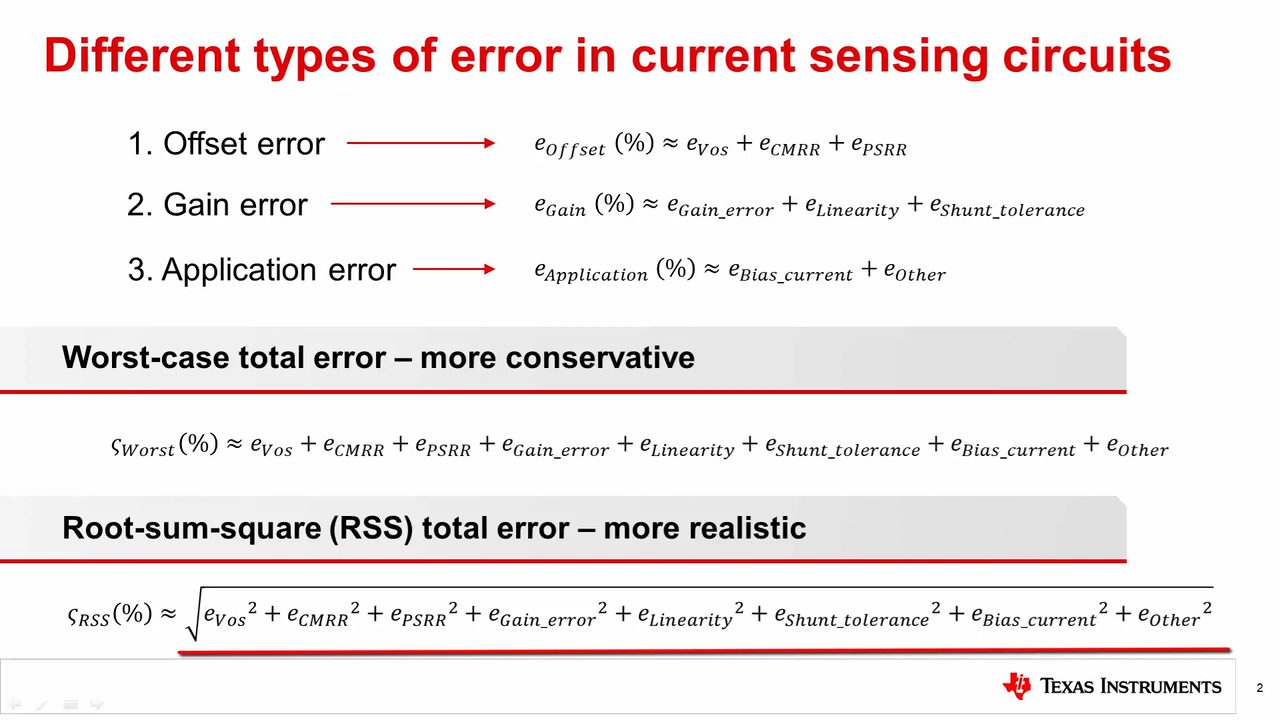 Different types of error in current sensing circuits
1. Offset error
e_Offset (%) ≈ e_Vos + e_CMRR + e_PSRR
2. Gain error
e_Gain (%) ≈ e_Gain_error + e_Linearity + e_Shunt_tolerance
3. Application error
e_Application (%) ≈ e_Bias_current + e_Other
Worst-case total error – more conservative
ς_Worst(%) ≈ e_Vos + e_CMRR + e_PSRR + e_Gain_error + e_Linearity + e_Shunt_tolerance + e_Bias_current + e_Other
Root-sum-square (RSS) total error – more realistic
ς_RSS(%) ≈ √(e_Vos² + e_CMRR² + e_PSRR² + e_Gain_error² + e_Linearity² + e_Shunt_tolerance² + e_Bias_current² + e_Other²)
TEXAS INSTRUMENTS
2